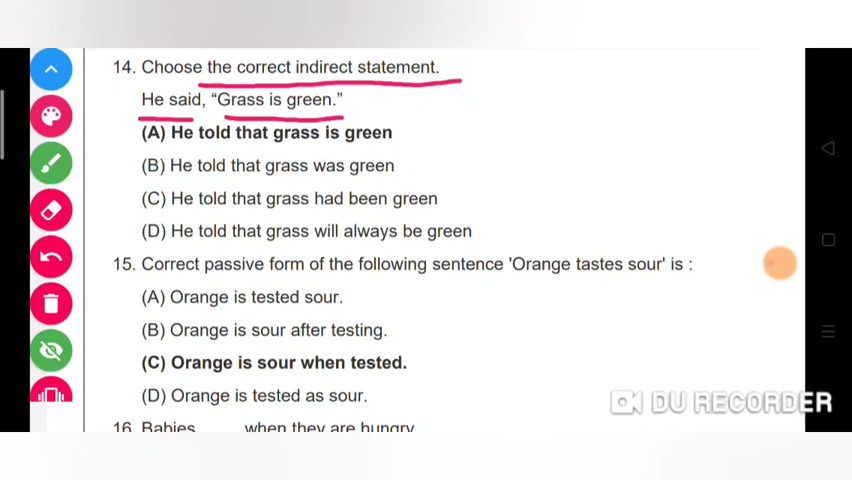 14. Choose the correct indirect statement.
He said, “Grass is green.”
(A) He told that grass is green
(B) He told that grass was green
(C) He told that grass had been green
(D) He told that grass will always be green
15. Correct passive form of the following sentence 'Orange tastes sour' is :
(A) Orange is tested sour.
(B) Orange is sour after testing.
(C) Orange is sour when tested.
(D) Orange is tested as sour.
DU RECORDER
16. Babies when they are hungry